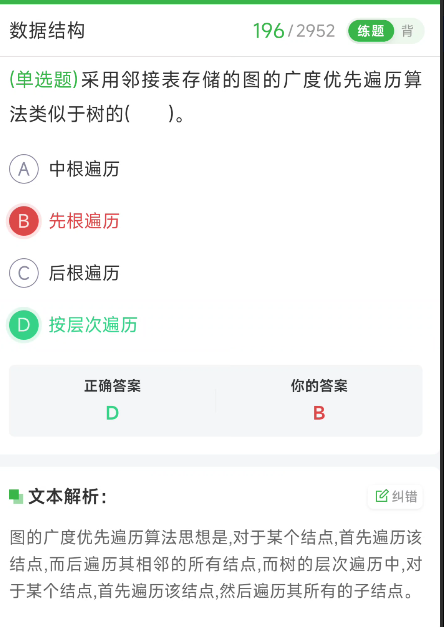 数据结构 196/2952 练题 背
(单选题)采用邻接表存储的图的广度优先遍历算
法类似于树的(　　)。
A 中根遍历
B 先根遍历
C 后根遍历
D 按层次遍历
正确答案 你的答案
D B
文本解析: 纠错
图的广度优先遍历算法思想是,对于某个结点,首先遍历该
结点,而后遍历其相邻的所有结点,而树的层次遍历中,对
于某个结点,首先遍历该结点,然后遍历其所有的子结点。